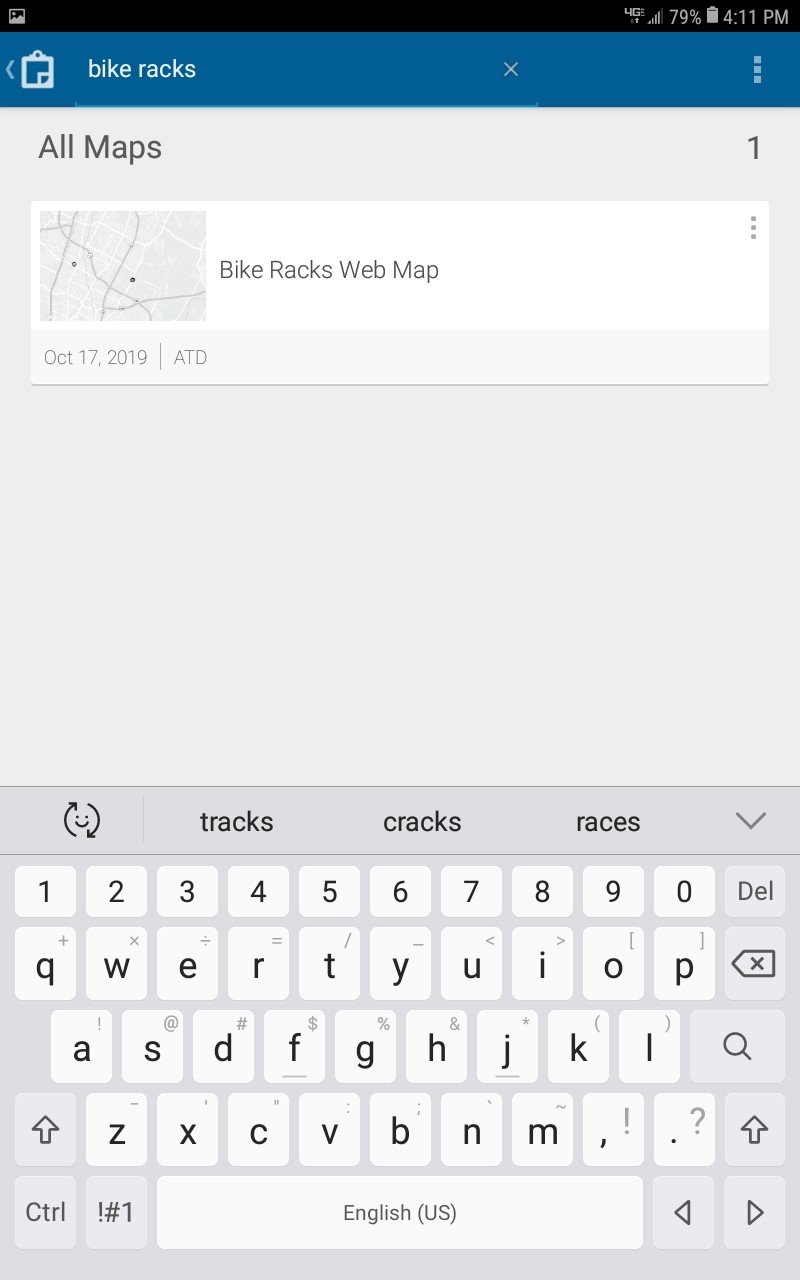 4GE 79% 4:11 PM
bike racks ×
All Maps 1
Bike Racks Web Map
Oct 17, 2019 | ATD
tracks cracks races
1 2 3 4 5 6 7 8 9 0 Del
+ × ÷ = / _ < > [ ]
q w e r t y u i o p
! @ # $ % & * ( )
a s d f g h j k l
- ' " : ; ` ~ ! ?
z x c v b n m , .
Ctrl !#1 English (US)